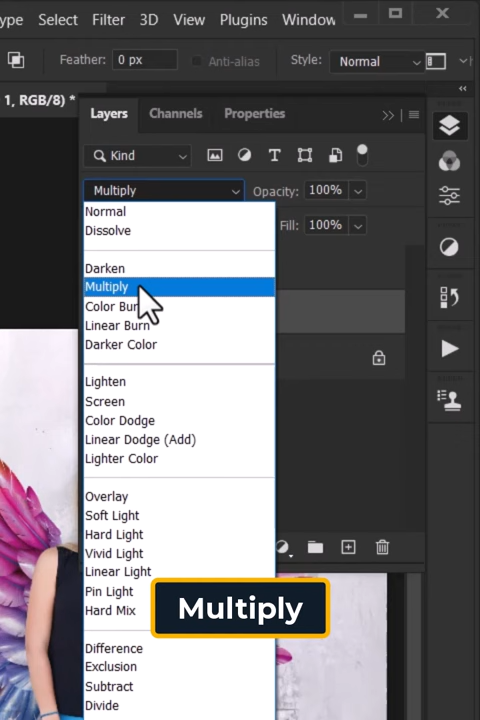 ype Select Filter 3D View Plugins Window
Feather: 0 px Anti-alias Style: Normal
1, RGB/8) *
Layers Channels Properties
Kind
Multiply Opacity: 100%
Normal
Fill: 100%
Dissolve
Darken
Multiply
Color Bur
Linear Burn
Darker Color
Lighten
Screen
Color Dodge
Linear Dodge (Add)
Lighter Color
Overlay
Soft Light
Hard Light
Vivid Light
Linear Light
Pin Light
Hard Mix
Multiply
Difference
Exclusion
Subtract
Divide